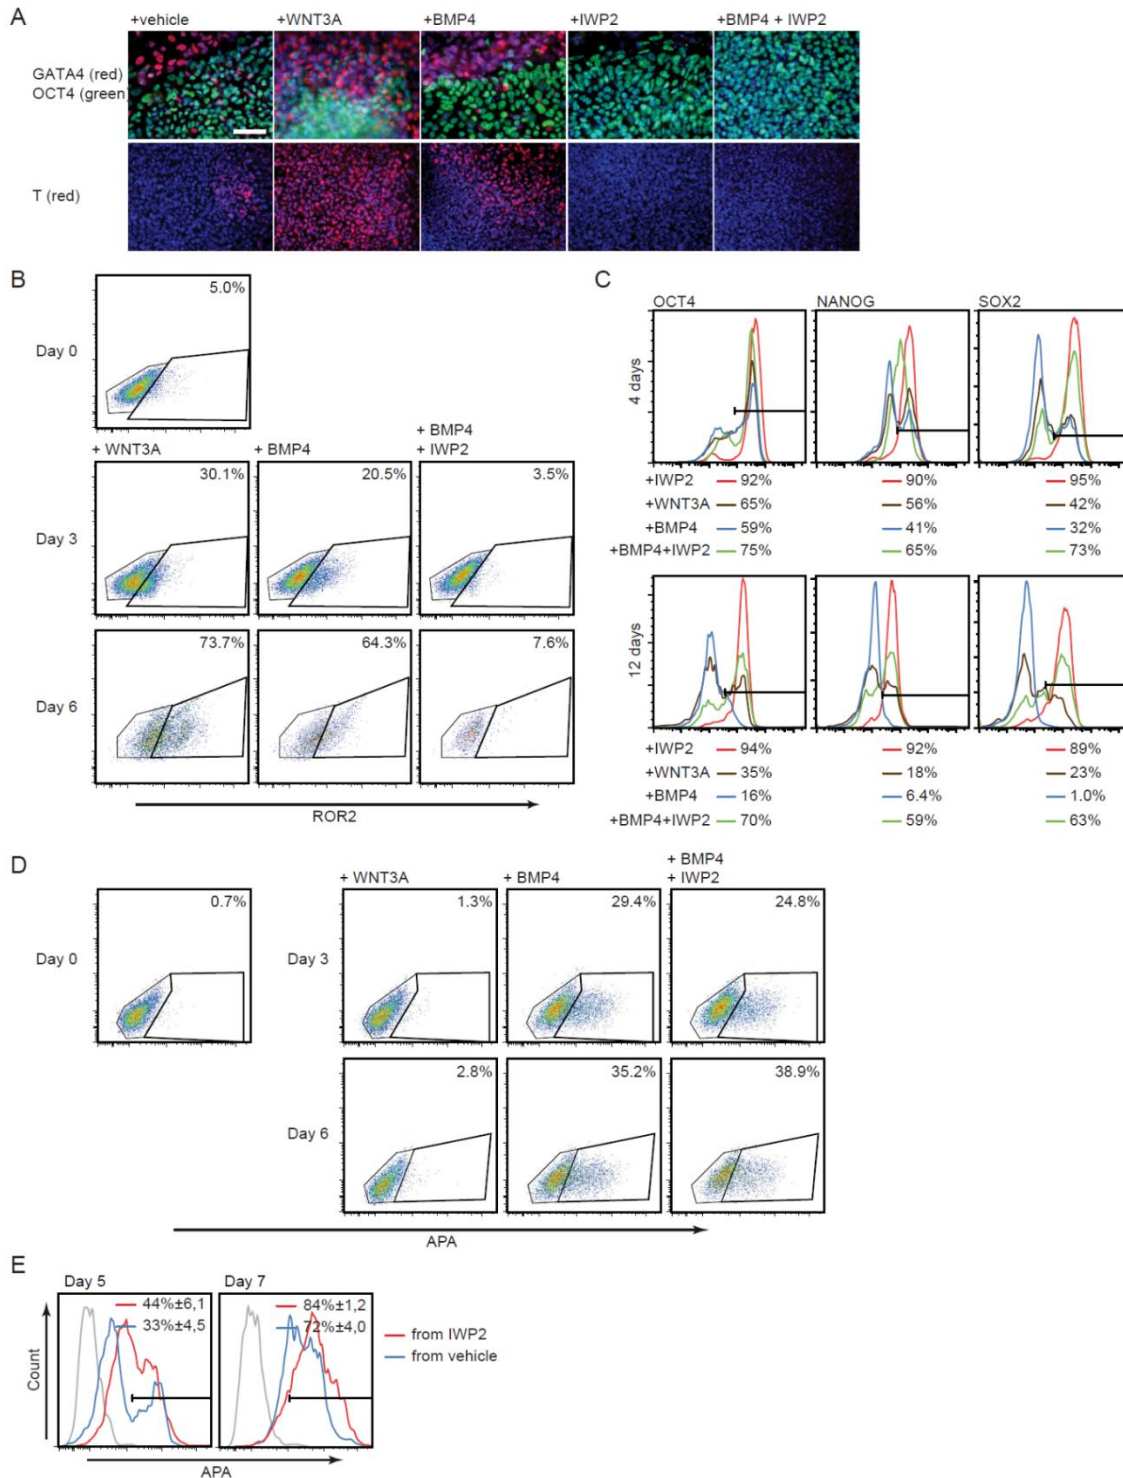 A
+vehicle +WNT3A +BMP4 +IWP2 +BMP4 + IWP2
GATA4 (red)
OCT4 (green)
T (red)
B
5.0%
Day 0
+ WNT3A + BMP4 + BMP4
+ IWP2
30.1% 20.5% 3.5%
Day 3
73.7% 64.3% 7.6%
Day 6
ROR2
C
OCT4 NANOG SOX2
4 days
+IWP2 92% 90% 95%
+WNT3A 65% 56% 42%
+BMP4 59% 41% 32%
+BMP4+IWP2 75% 65% 73%
12 days
+IWP2 94% 92% 89%
+WNT3A 35% 18% 23%
+BMP4 16% 6.4% 1.0%
+BMP4+IWP2 70% 59% 63%
D
+ WNT3A + BMP4 + BMP4
+ IWP2
0.7% 1.3% 29.4% 24.8%
Day 0 Day 3
2.8% 35.2% 38.9%
Day 6
APA
E
Day 5 Day 7
44%±6,1 84%±1,2
33%±4,5 72%±4,0
from IWP2
from vehicle
Count
APA